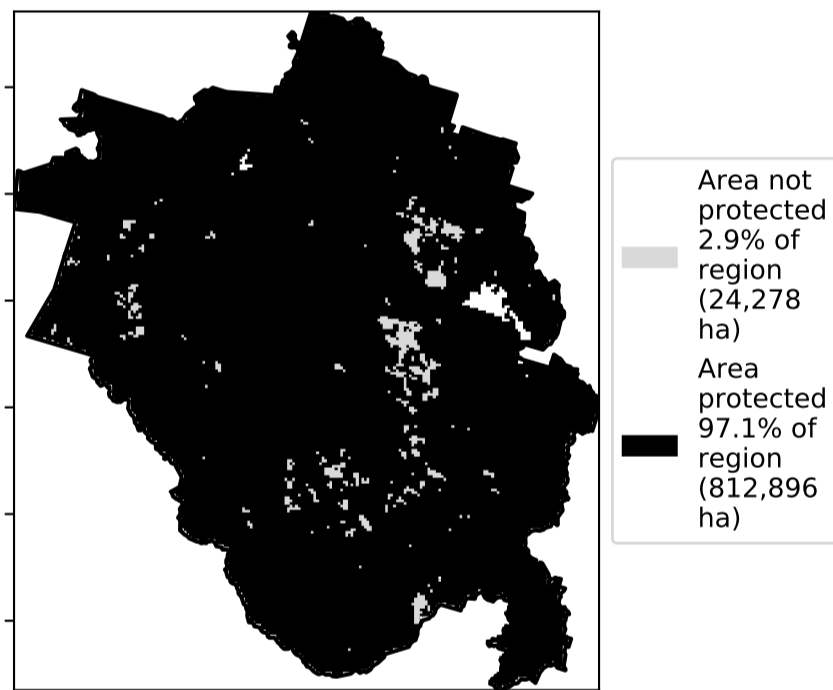 Area not
protected
2.9% of
region
(24,278
ha)
Area
protected
97.1% of
region
(812,896
ha)